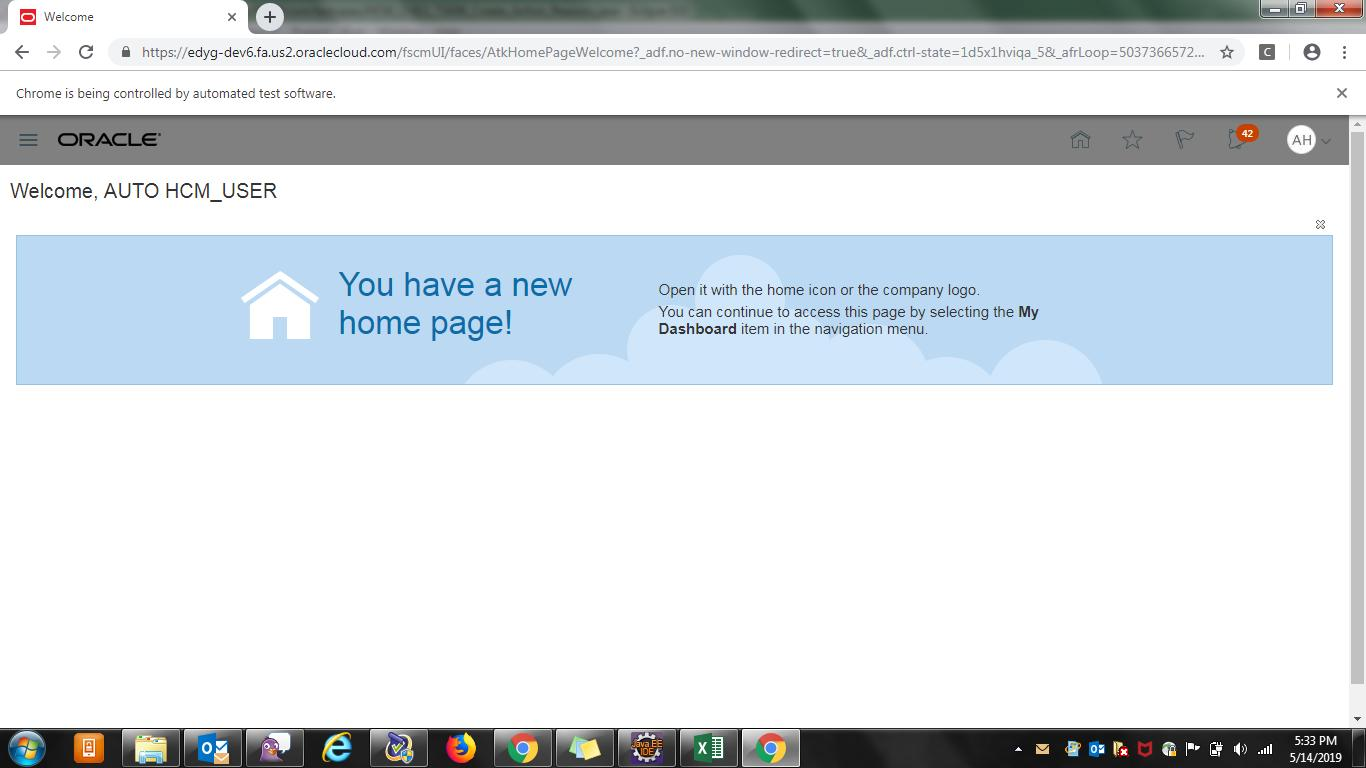 Welcome
https://edyg-dev6.fa.us2.oraclecloud.com/fscmUI/faces/AtkHomePageWelcome?_adf.no-new-window-redirect=true&_adf.ctrl-state=1d5x1hviqa_5&_afrLoop=5037366572...
C
Chrome is being controlled by automated test software.
ORACLE
42
AH
Welcome, AUTO HCM_USER
You have a new
home page!
Open it with the home icon or the company logo.
You can continue to access this page by selecting the My
Dashboard item in the navigation menu.
Java EE
IDE
5:33 PM
5/14/2019